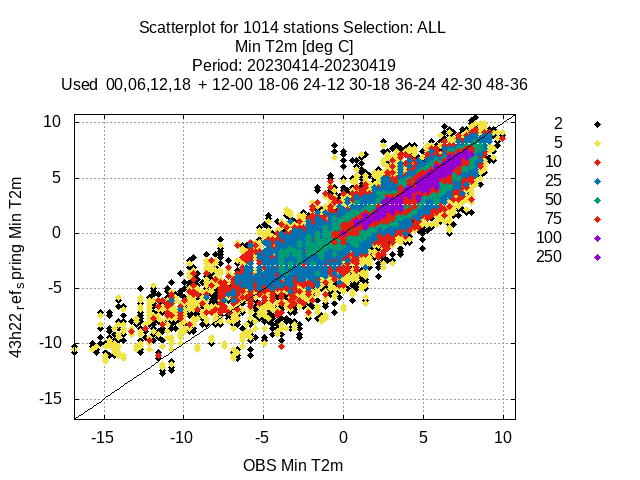 Scatterplot for 1014 stations Selection: ALL
Min T2m [deg C]
Period: 20230414-20230419
Used  00,06,12,18  + 12-00 18-06 24-12 30-18 36-24 42-30 48-36
2
5
10
25
50
75
100
250
10
5
0
-5
-10
-15
43h22_ref_spring Min T2m
-15 -10 -5 0 5 10
OBS Min T2m